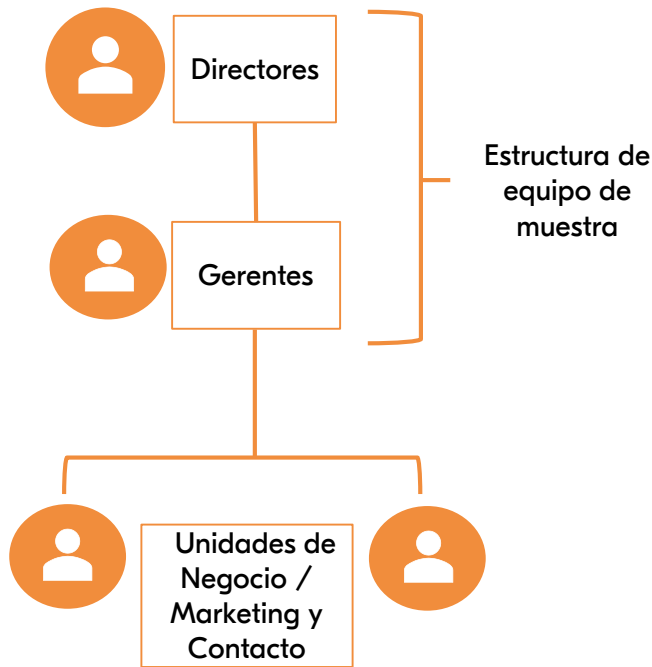 Directores
Estructura de
equipo de
muestra
Gerentes
Unidades de
Negocio /
Marketing y
Contacto